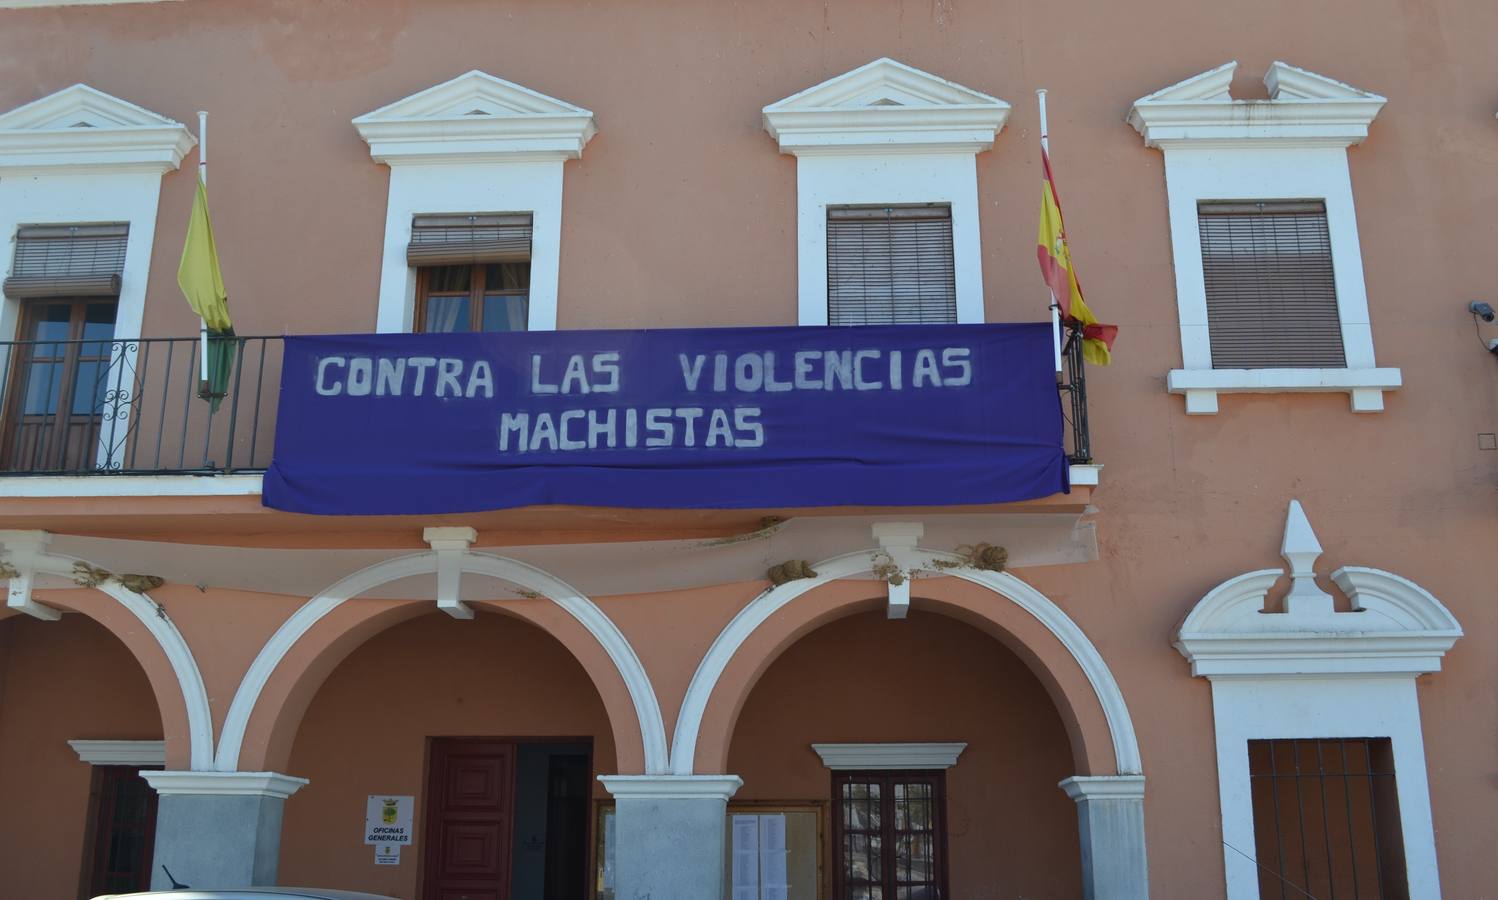 CONTRA LAS VIOLENCIAS
MACHISTAS
OFICINAS
GENERALES